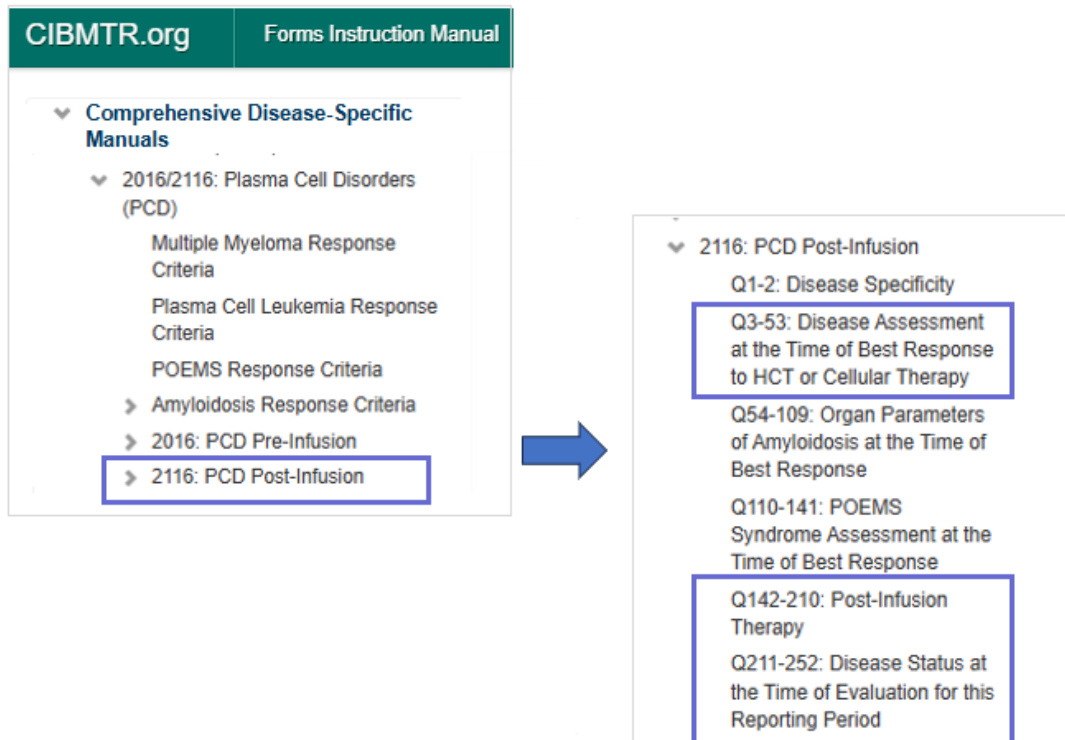 CIBMTR.org
Forms Instruction Manual
Comprehensive Disease-Specific
Manuals
2016/2116: Plasma Cell Disorders
(PCD)
Multiple Myeloma Response
Criteria
Plasma Cell Leukemia Response
Criteria
POEMS Response Criteria
Amyloidosis Response Criteria
2016: PCD Pre-Infusion
2116: PCD Post-Infusion
2116: PCD Post-Infusion
Q1-2: Disease Specificity
Q3-53: Disease Assessment
at the Time of Best Response
to HCT or Cellular Therapy
Q54-109: Organ Parameters
of Amyloidosis at the Time of
Best Response
Q110-141: POEMS
Syndrome Assessment at the
Time of Best Response
Q142-210: Post-Infusion
Therapy
Q211-252: Disease Status at
the Time of Evaluation for this
Reporting Period